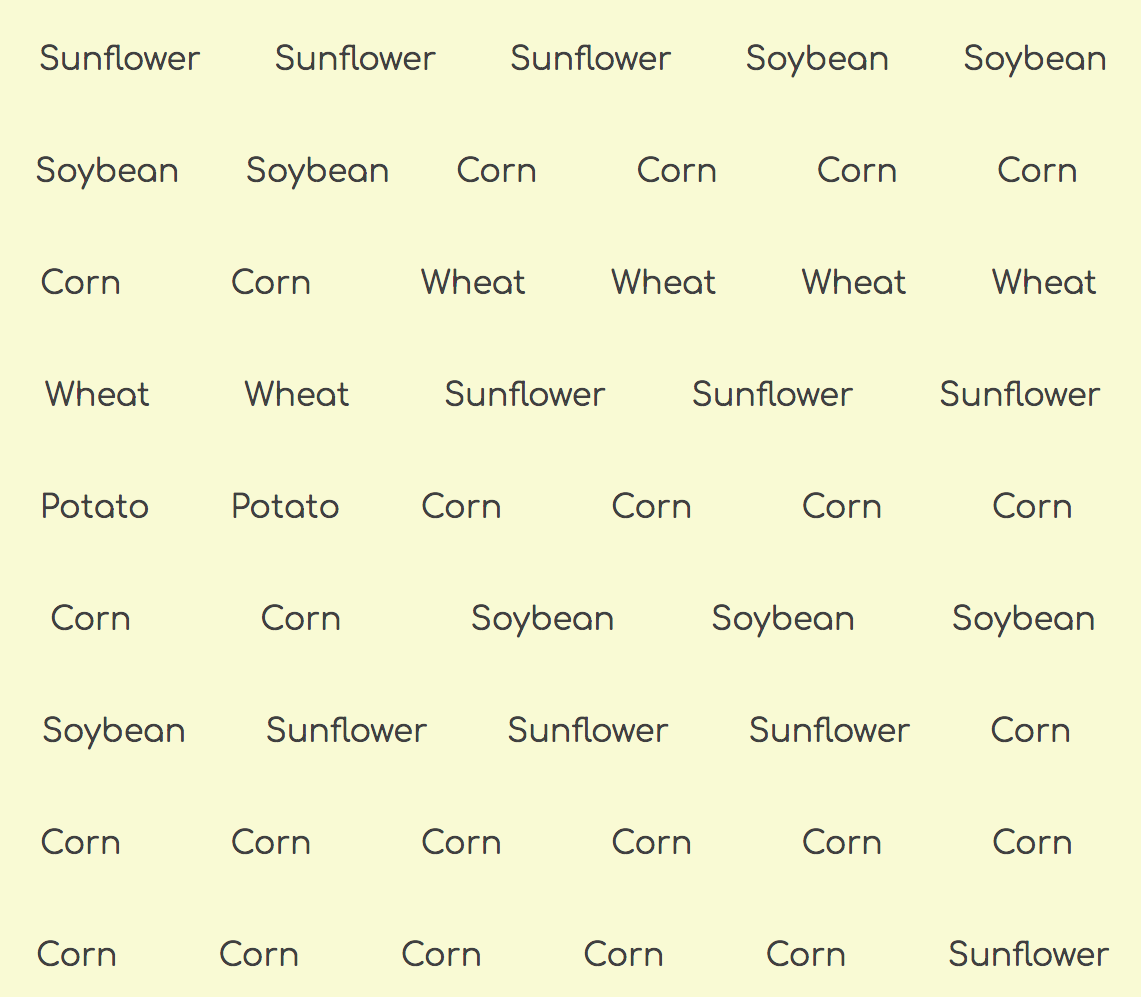 Sunflower Sunflower Sunflower Soybean Soybean
Soybean Soybean Corn Corn Corn Corn
Corn Corn Wheat Wheat Wheat Wheat
Wheat Wheat Sunflower Sunflower Sunflower
Potato Potato Corn Corn Corn Corn
Corn Corn Soybean Soybean Soybean
Soybean Sunflower Sunflower Sunflower Corn
Corn Corn Corn Corn Corn Corn
Corn Corn Corn Corn Corn Sunflower